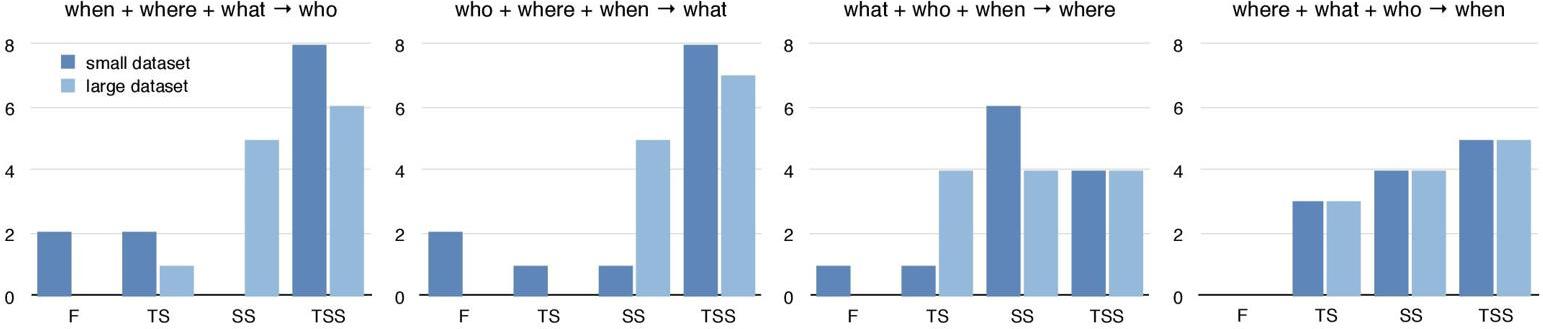 when + where + what → who
8
6
4
2
0
small dataset
large dataset
F TS SS TSS
who + where + when → what
8
6
4
2
0
F TS SS TSS
what + who + when → where
8
6
4
2
0
F TS SS TSS
where + what + who → when
8
6
4
2
0
F TS SS TSS